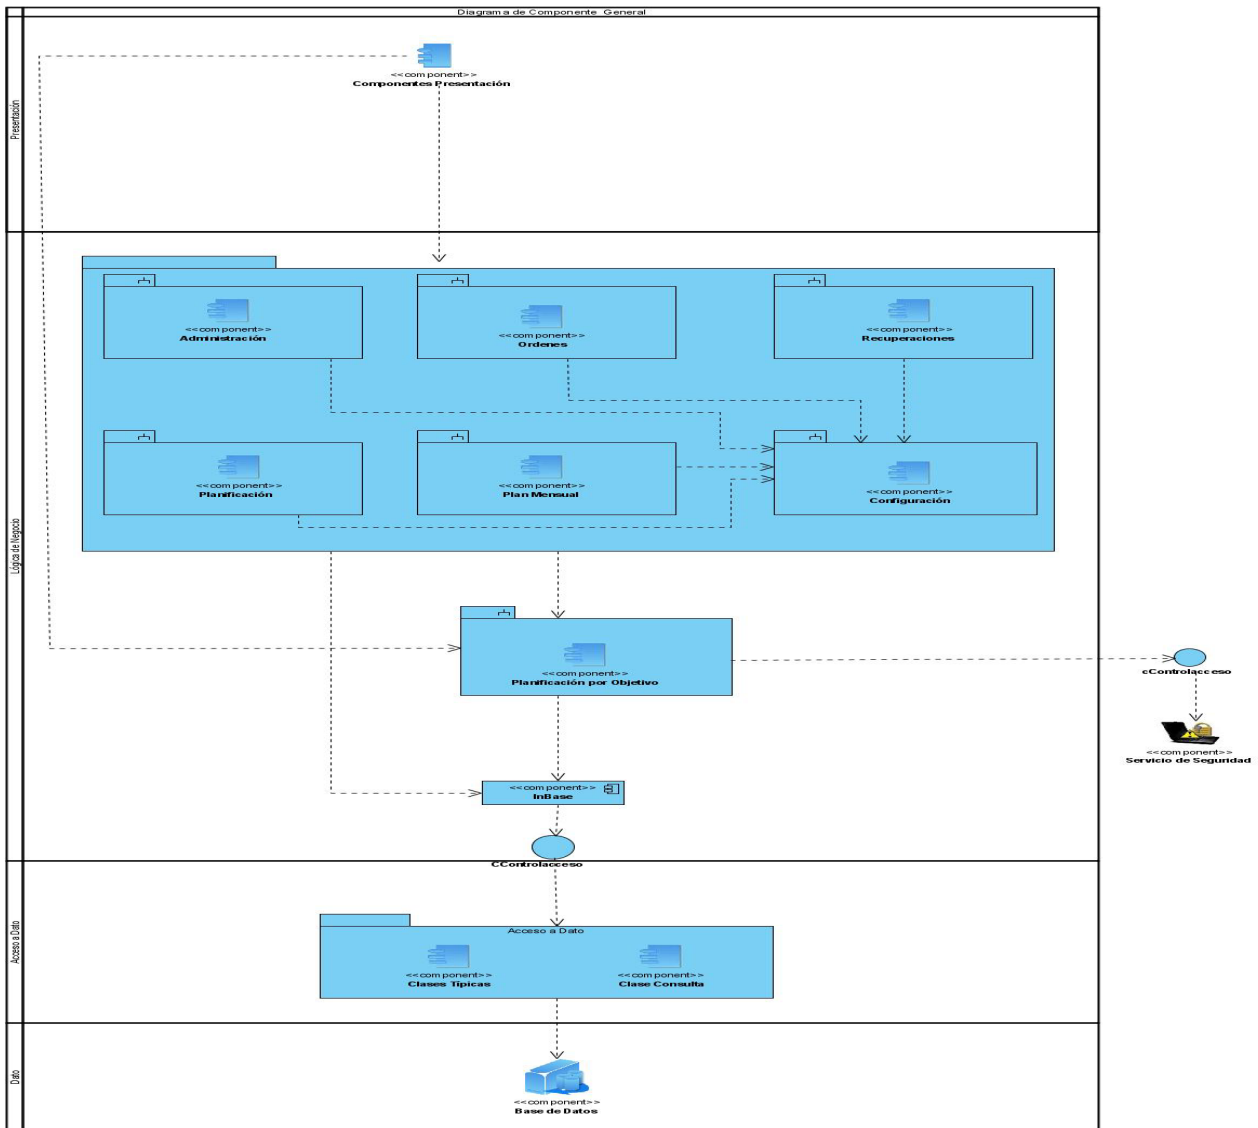 Diagrama de Componente General
Presentación
<<component>>
Componentes Presentación
Lógica de Negocio
<<component>>
Administración
<<component>>
Ordenes
<<component>>
Recuperaciones
<<component>>
Planificación
<<component>>
Plan Mensual
<<component>>
Configuración
<<component>>
Planificación por Objetivo
cControlacceso
<<component>>
Servicio de Seguridad
<<component>>
InBase
CControlacceso
Acceso a Dato
Acceso a Dato
<<component>>
Clases Típicas
<<component>>
Clase Consulta
Dato
<<component>>
Base de Datos